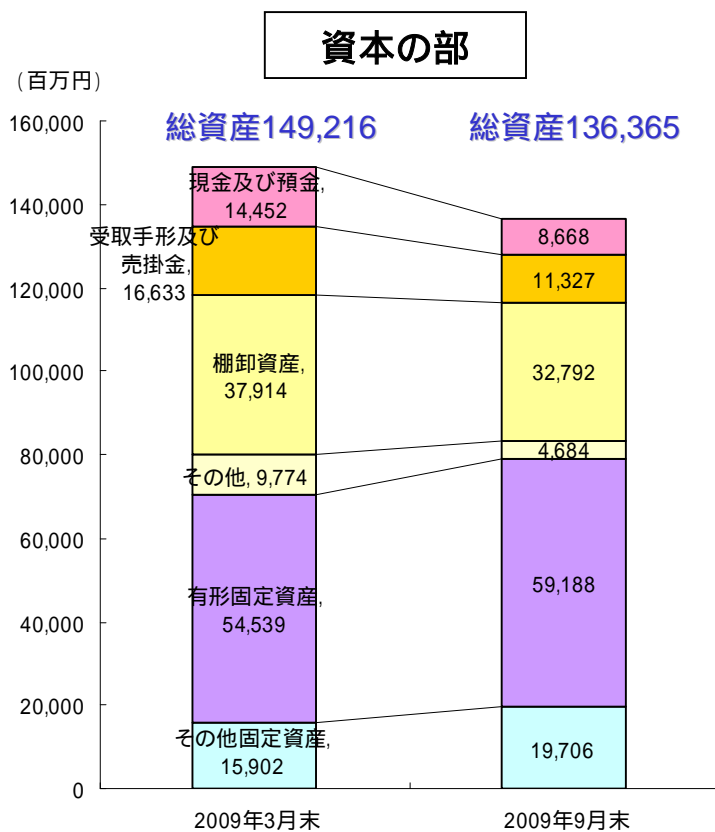 資本の部
(百万円)
総資産149,216
総資産136,365
160,000
140,000
120,000
100,000
80,000
60,000
40,000
20,000
0
現金及び預金,
14,452
受取手形及び
売掛金,
16,633
棚卸資産,
37,914
その他, 9,774
有形固定資産,
54,539
その他固定資産,
15,902
8,668
11,327
32,792
4,684
59,188
19,706
2009年3月末
2009年9月末